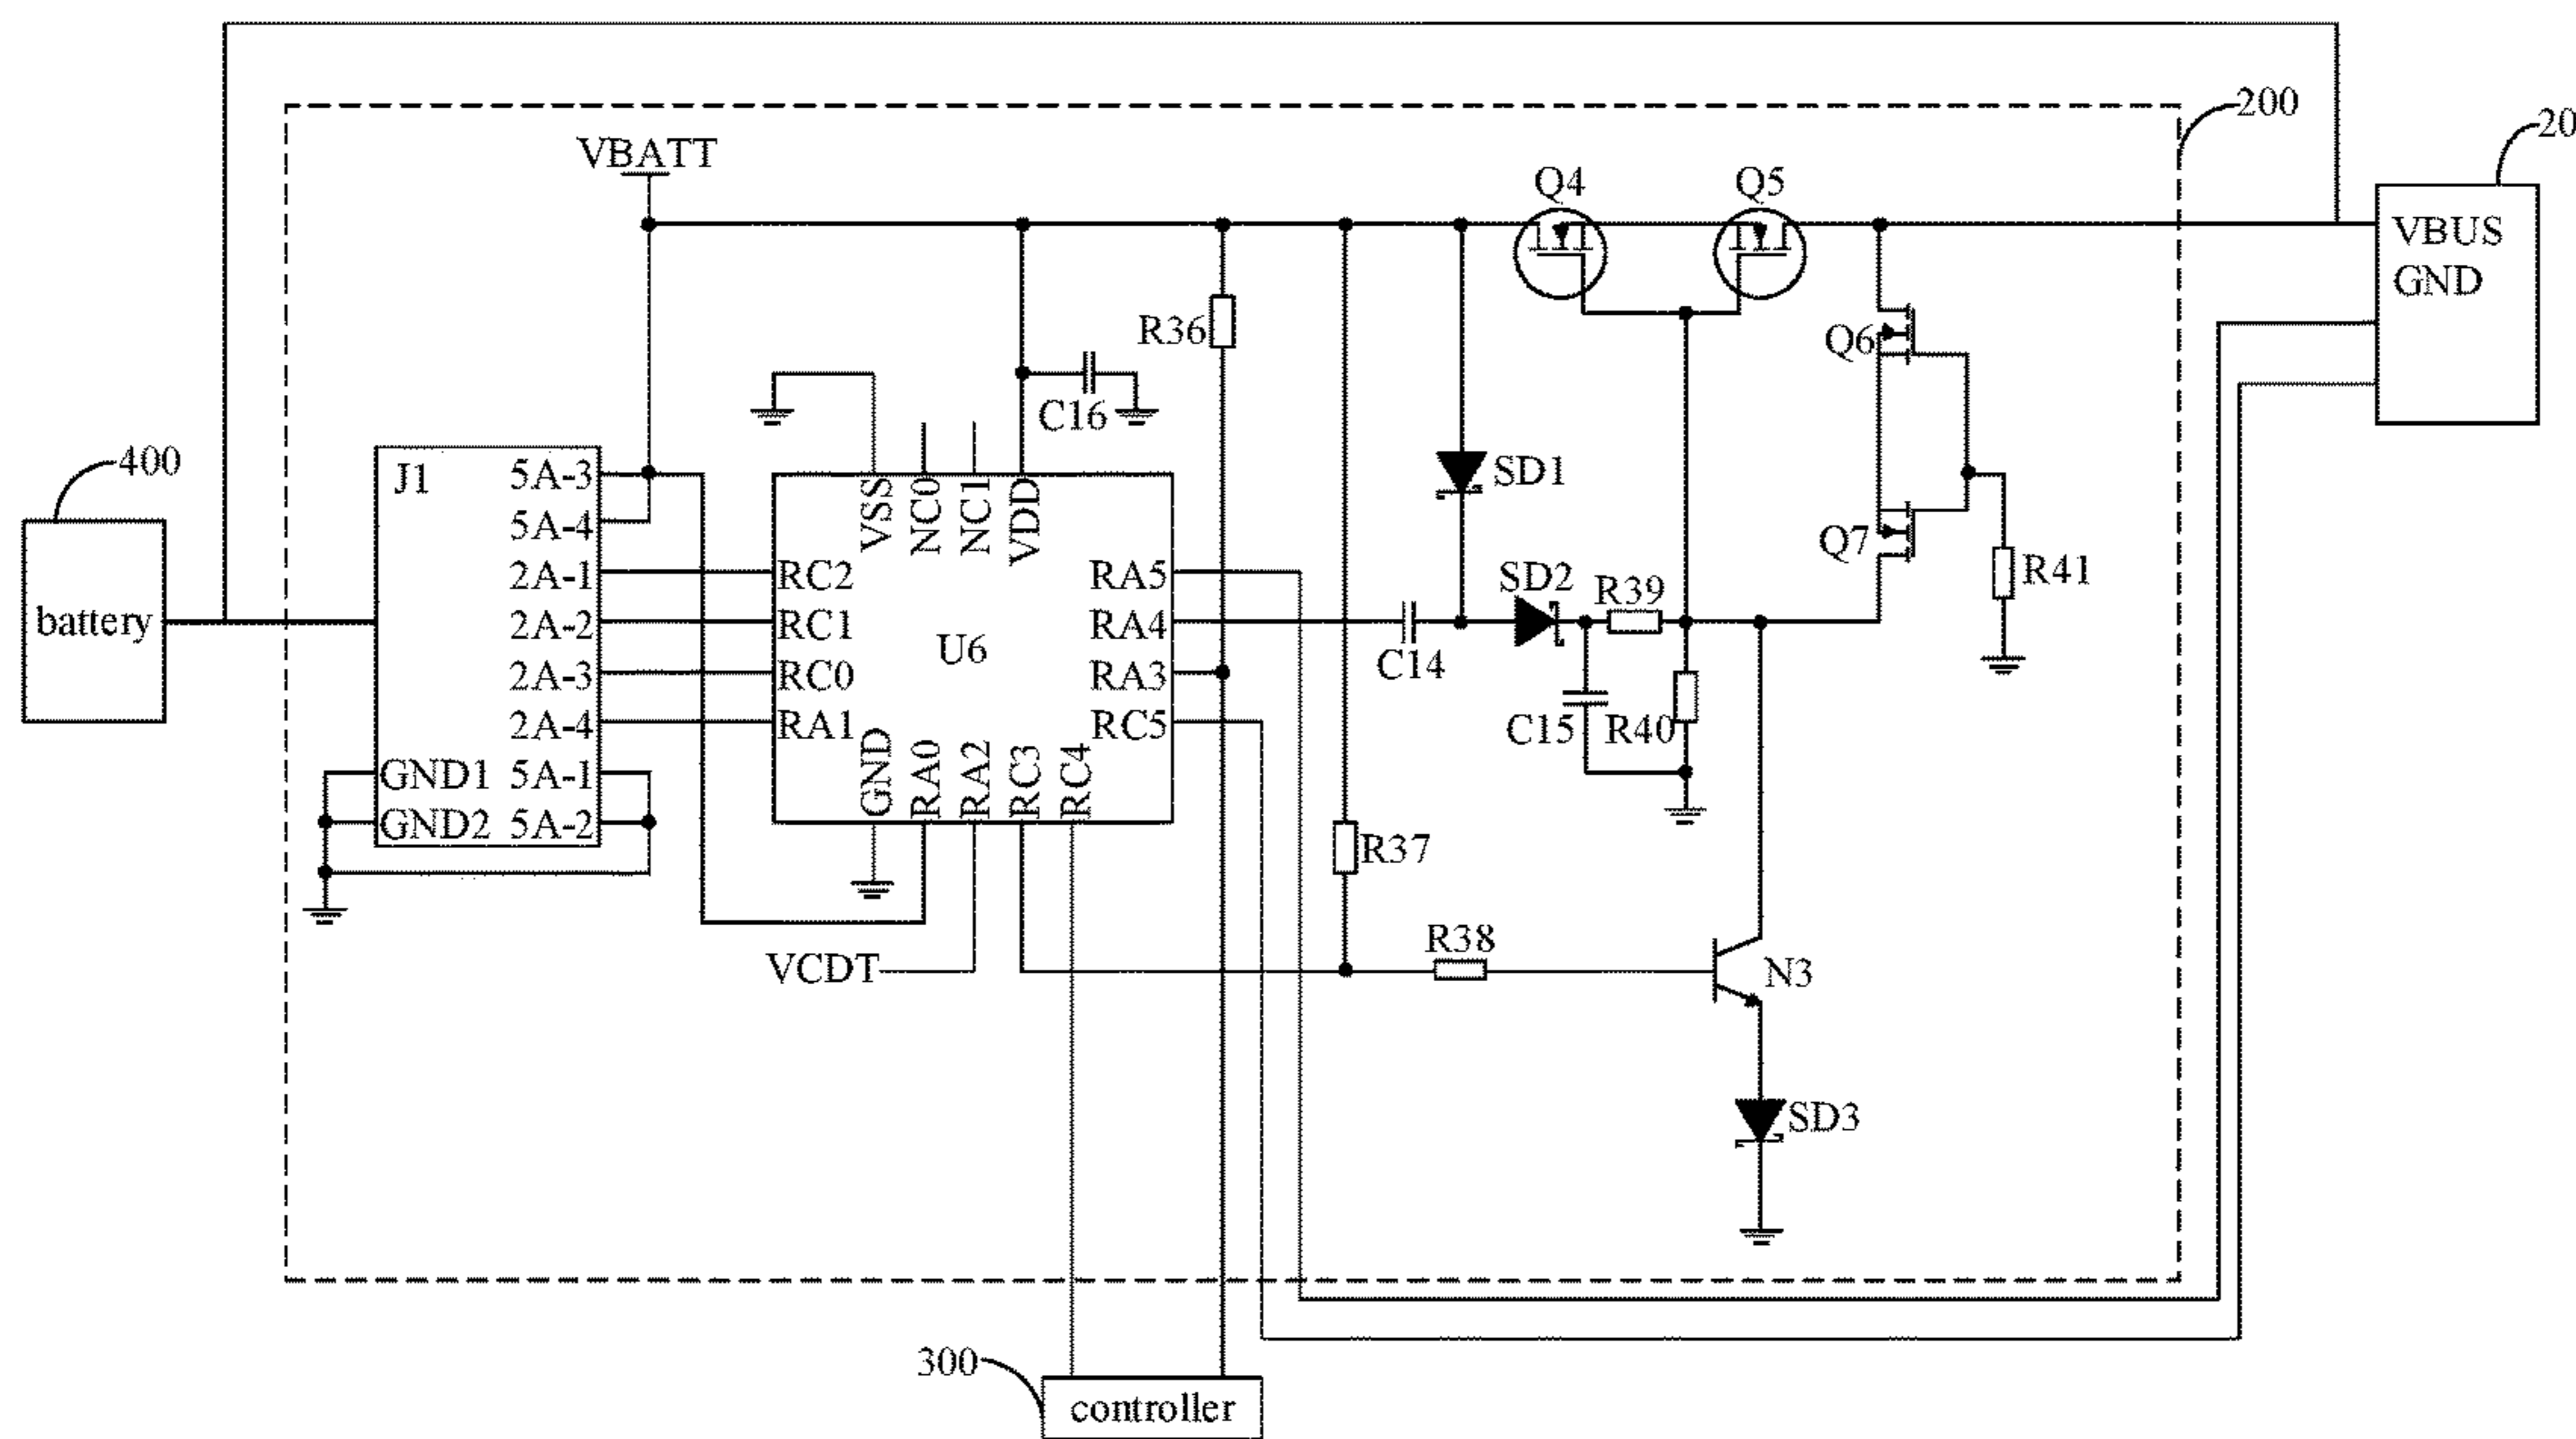 200
20
VBATT
Q4
Q5
VBUS
GND
R36
Q6
C16
400
J1
5A-3
5A-4
2A-1
2A-2
2A-3
2A-4
GND1
5A-1
GND2
5A-2
battery
VSS
NC0
NC1
VDD
RC2
RC1
RC0
RA1
U6
RA5
RA4
RA3
RC5
GND
RA0
RA2
RC3
RC4
SD1
SD2
R39
C14
C15
R40
Q7
R41
R37
VCDT
R38
N3
SD3
300
controller